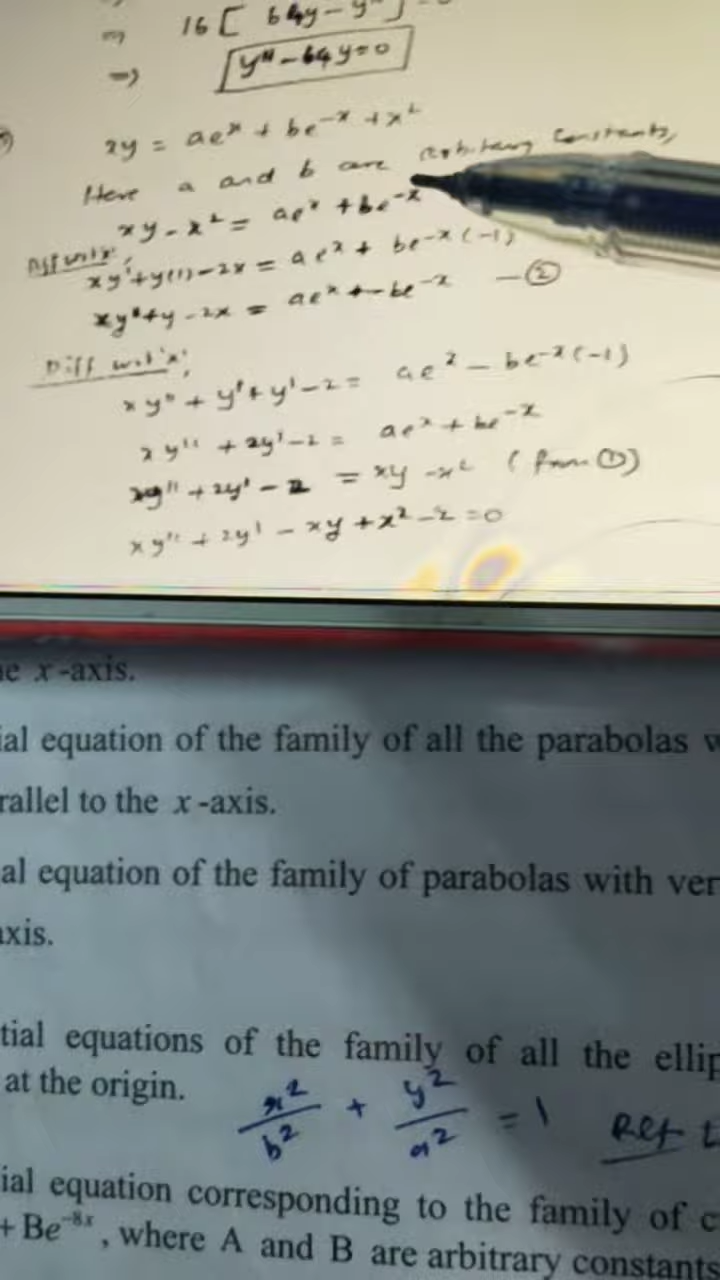 => 16 [ 64y - y"
=> y" - 64y = 0
xy = ae^x + be^-x + x²
Here a and b are arbitrary constants,
xy - x² = ae^x + be^-x
Diff w.r.to 'x',
xy' + y(1) - 2x = ae^x + be^-x (-1)
xy' + y - 2x = ae^x - be^-x — ②
Diff w.r.to 'x',
xy" + y' + y' - 2 = ae^x - be^-x (-1)
xy" + 2y' - 2 = ae^x + be^-x
xy" + 2y' - 2 = xy - x² (from ①)
xy" + 2y' - xy + x² - 2 = 0
x-axis.
ial equation of the family of all the parabolas
rallel to the x-axis.
al equation of the family of parabolas with ver
axis.
tial equations of the family of all the ellip
at the origin. x²/b² + y²/a² = 1 Ref
ial equation corresponding to the family of c
+ Be^-8x, where A and B are arbitrary constants